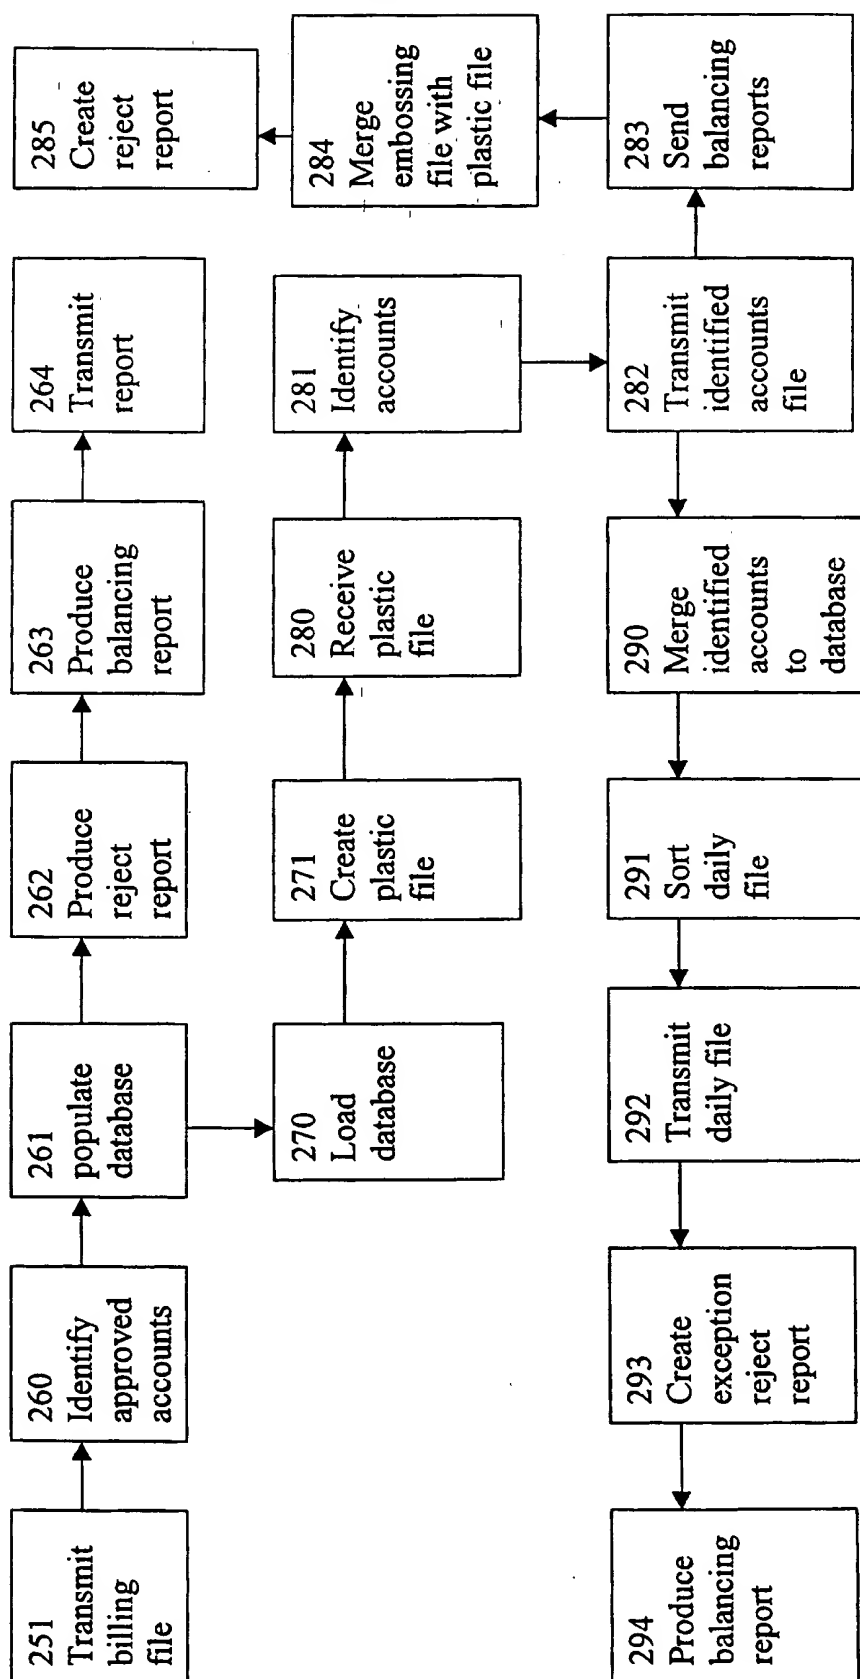 251
Transmit
billing
file
260
Identify
approved
accounts
261
populate
database
262
Produce
reject
report
263
Produce
balancing
report
264
Transmit
report
270
Load
database
271
Create
plastic
file
280
Receive
plastic
file
281
Identify
accounts
282
Transmit
identified
accounts
file
283
Send
balancing
reports
284
Merge
embossing
file with
plastic file
285
Create
reject
report
290
Merge
identified
accounts
to
database
291
Sort
daily
file
292
Transmit
daily file
293
Create
exception
reject
report
294
Produce
balancing
report